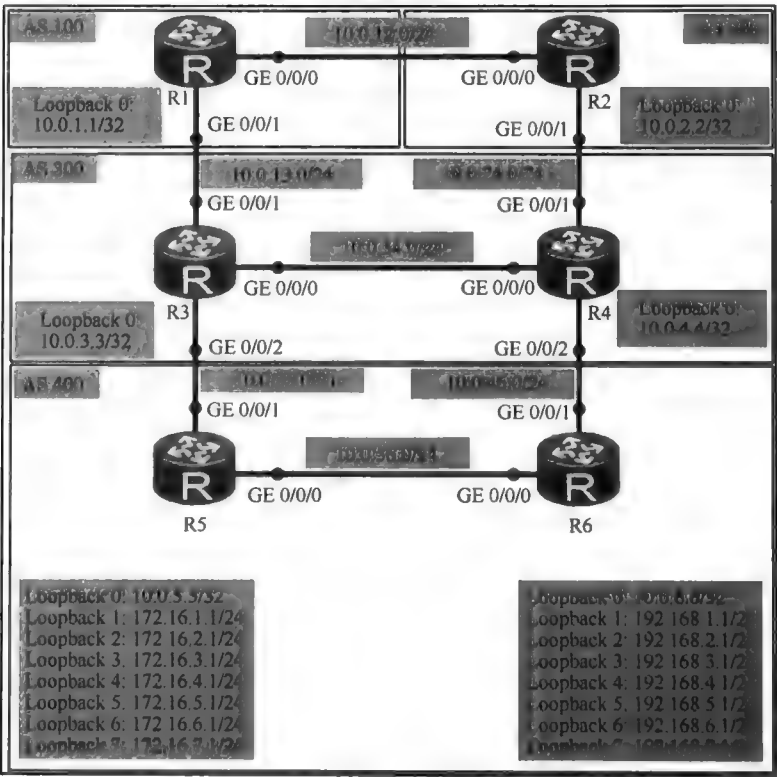 AS 100
10.0.12.0/24
GE 0/0/0
GE 0/0/0
R
R
R1
R2
Loopback 0:
10.0.1.1/32
GE 0/0/1
GE 0/0/1
Loopback 0:
10.0.2.2/32
AS 300
10.0.13.0/24
GE 0/0/1
GE 0/0/1
R
R
R3
GE 0/0/0
GE 0/0/0
R4
Loopback 0:
10.0.3.3/32
Loopback 0:
10.0.4.4/32
GE 0/0/2
GE 0/0/2
AS 400
GE 0/0/1
GE 0/0/1
R
R
GE 0/0/0
GE 0/0/0
R5
R6
Loopback 0: 10.0.5.5/32
Loopback 1: 172.16.1.1/24
Loopback 2: 172.16.2.1/24
Loopback 3: 172.16.3.1/24
Loopback 4: 172.16.4.1/24
Loopback 5: 172.16.5.1/24
Loopback 6: 172 16.6.1/24
Loopback 7: 172.16.7.1/24
Loopback 1: 192 168 1.1/2
Loopback 2: 192.168.2.1/2
Loopback 3: 192 168 3.1/2
Loopback 4: 192 168.4 1/2
Loopback 5: 192 168 5 1/2
Loopback 6: 192.168.6.1/2